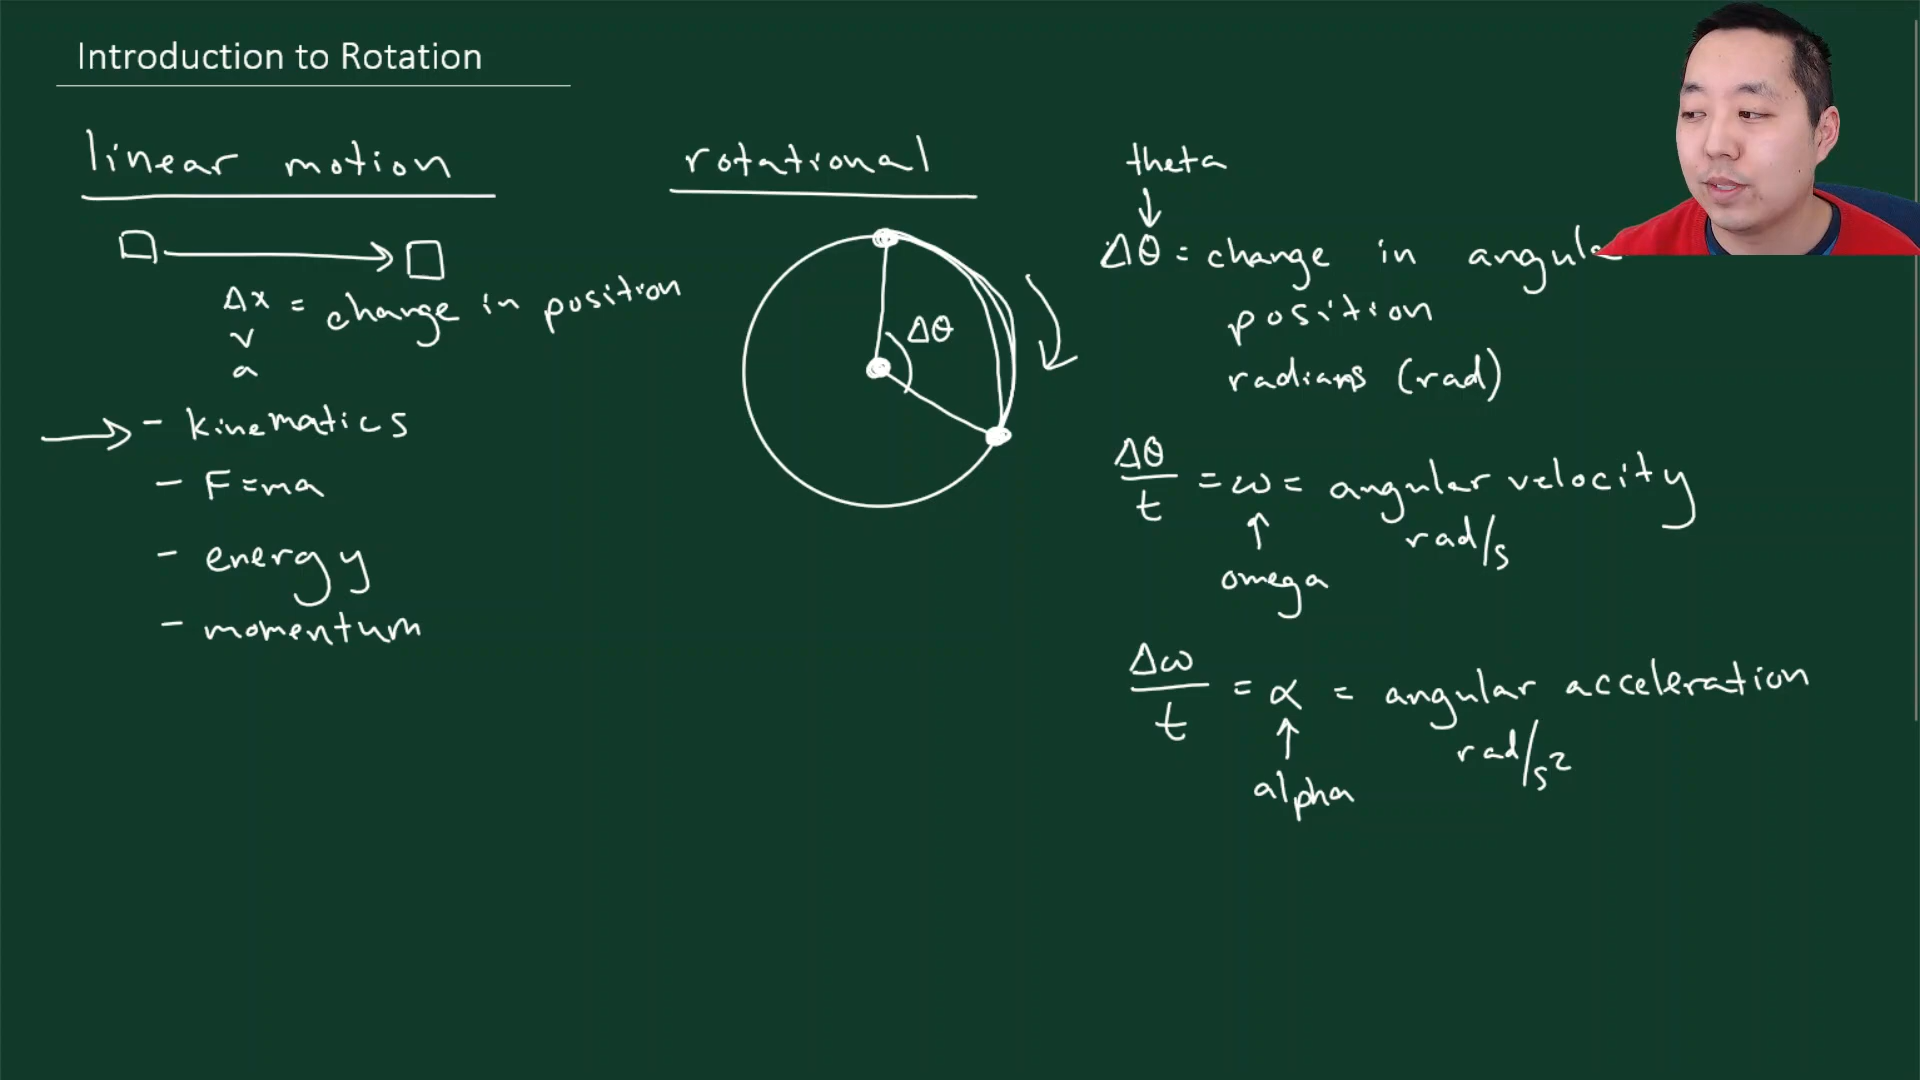 Introduction to Rotation
linear motion
Δx = change in position
v
a
- kinematics
- F=ma
- energy
- momentum
rotational
Δθ
theta
↓
Δθ = change in angula
position
radians (rad)
Δθ/t = ω = angular velocity
rad/s
↑
omega
Δω/t = α = angular acceleration
rad/s²
↑
alpha